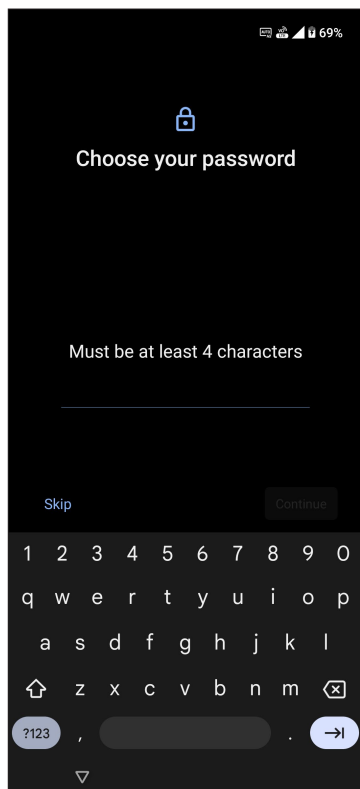 69%
Choose your password
Must be at least 4 characters
Skip
Continue
1 2 3 4 5 6 7 8 9 0
q w e r t y u i o p
a s d f g h j k l
z x c v b n m
?123 , .